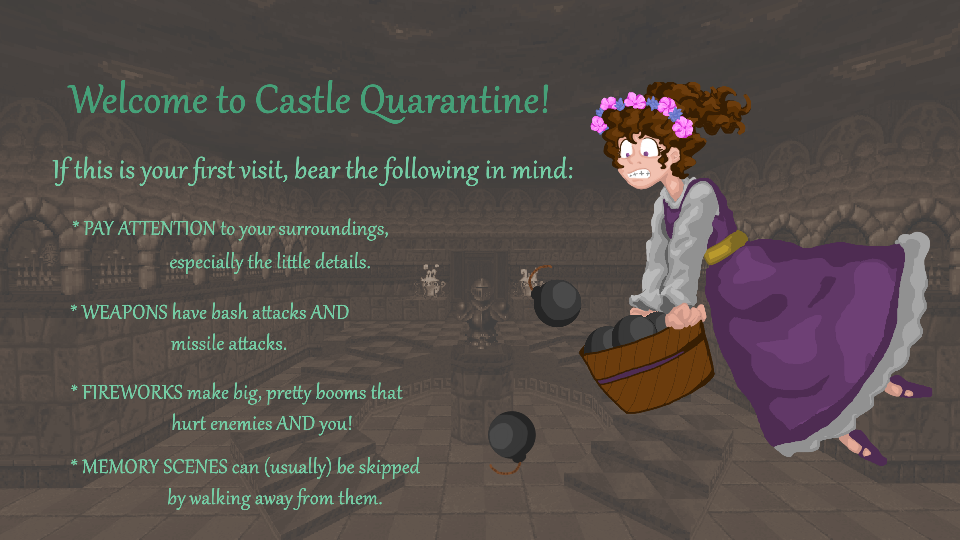 Welcome to Castle Quarantine!
If this is your first visit, bear the following in mind:
* PAY ATTENTION to your surroundings,
especially the little details.
* WEAPONS have bash attacks AND
missile attacks.
* FIREWORKS make big, pretty booms that
hurt enemies AND you!
* MEMORY SCENES can (usually) be skipped
by walking away from them.